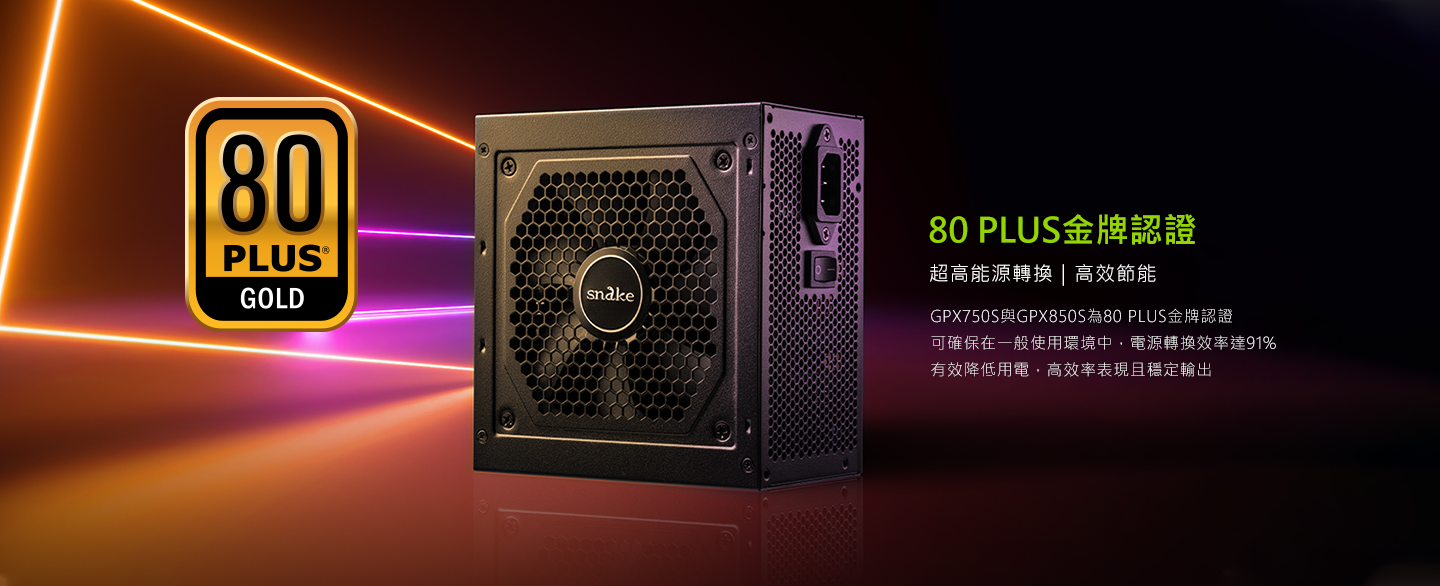 80
PLUS®
GOLD
snake
80 PLUS金牌認證
超高能源轉換 | 高效節能
GPX750S與GPX850S為80 PLUS金牌認證
可確保在一般使用環境中，電源轉換效率達91%
有效降低用電，高效率表現且穩定輸出